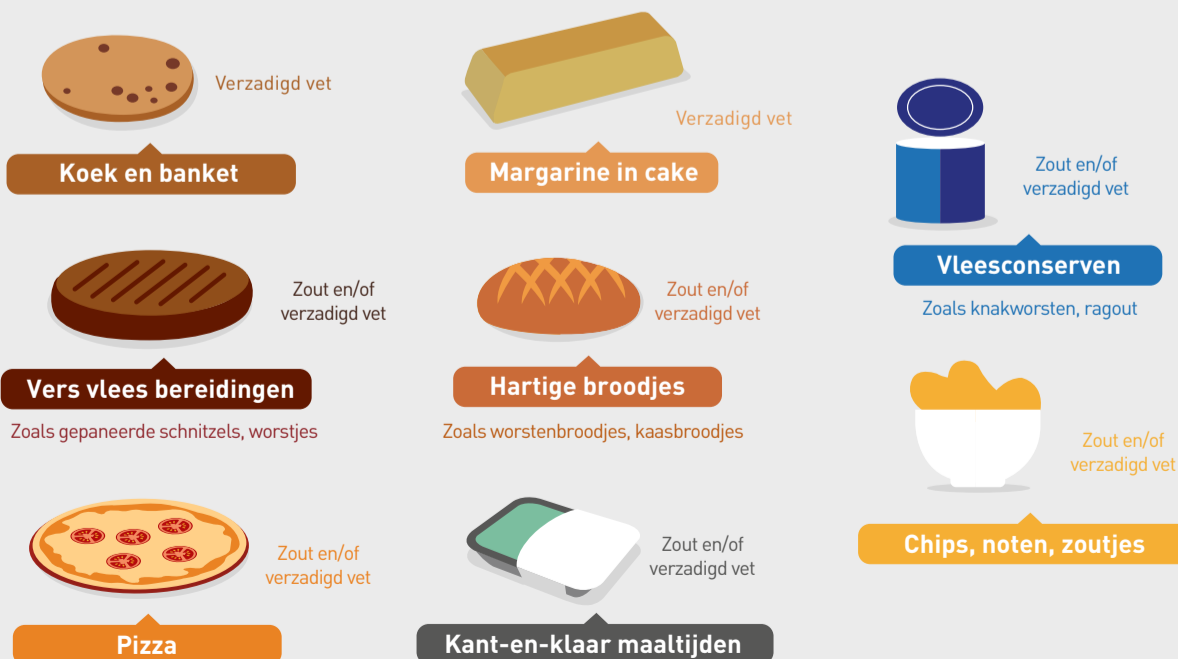 Verzadigd vet
Koek en banket
Verzadigd vet
Margarine in cake
Zout en/of
verzadigd vet
Vleesconserven
Zoals knakworsten, ragout
Zout en/of
verzadigd vet
Vers vlees bereidingen
Zoals gepaneerde schnitzels, worstjes
Zout en/of
verzadigd vet
Hartige broodjes
Zoals worstenbroodjes, kaasbroodjes
Zout en/of
verzadigd vet
Chips, noten, zoutjes
Zout en/of
verzadigd vet
Pizza
Zout en/of
verzadigd vet
Kant-en-klaar maaltijden